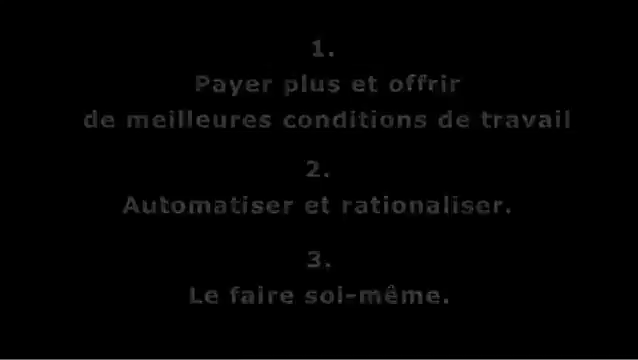 1.
Payer plus et offrir
de meilleures conditions de travail
2.
Automatiser et rationaliser.
3.
Le faire soi-même.